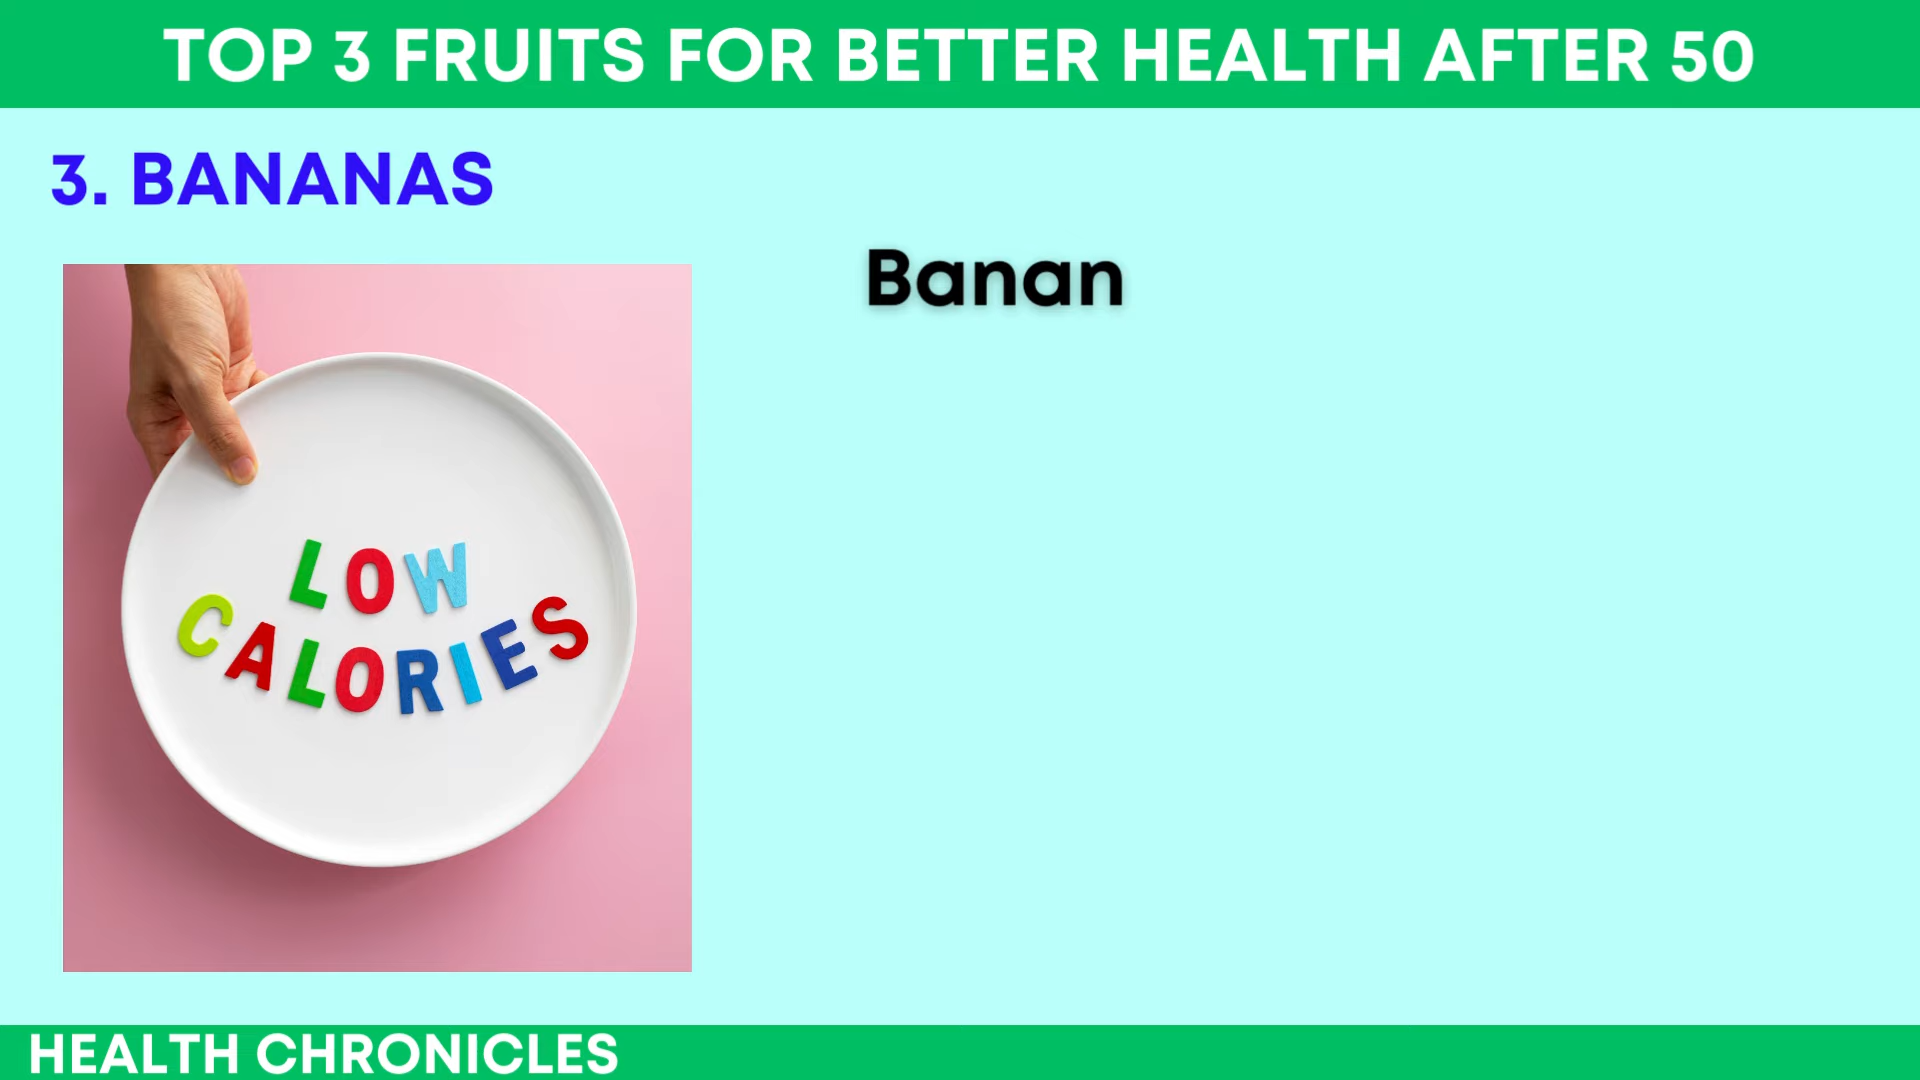 TOP 3 FRUITS FOR BETTER HEALTH AFTER 50
3. BANANAS
Banan
LOW
CALORIES
HEALTH CHRONICLES